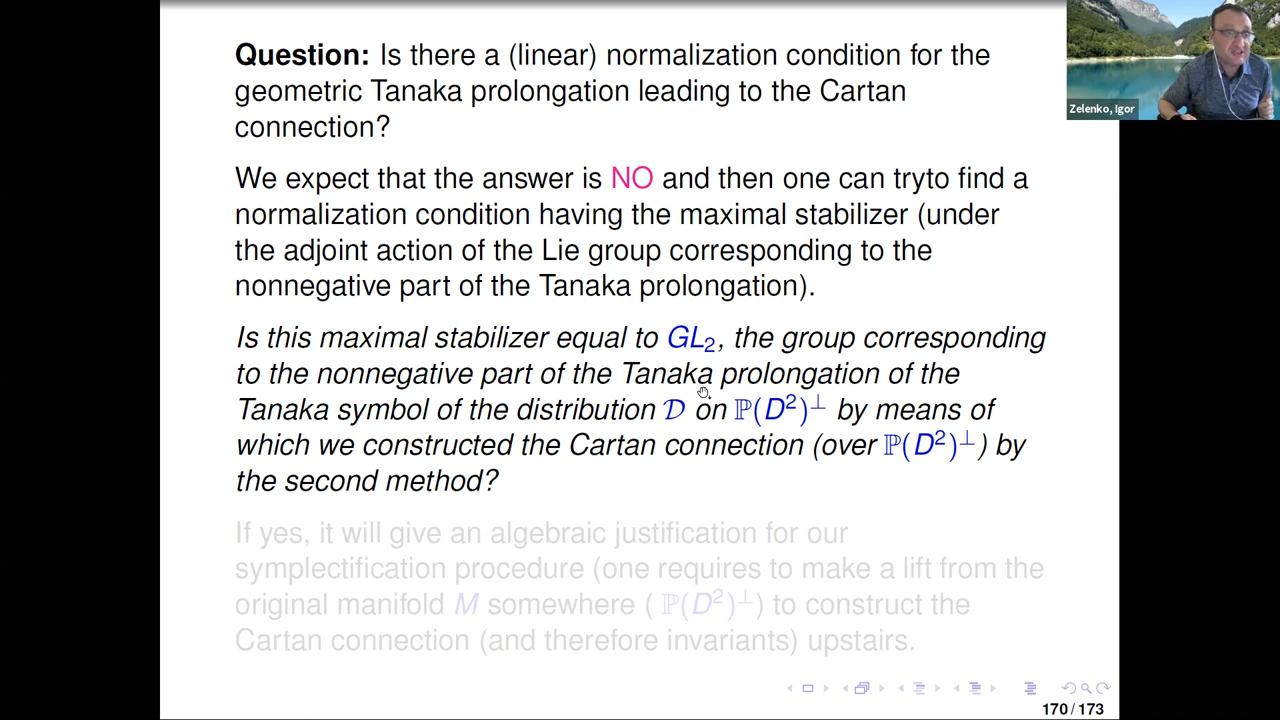 Question: Is there a (linear) normalization condition for the
geometric Tanaka prolongation leading to the Cartan
connection?
We expect that the answer is NO and then one can tryto find a
normalization condition having the maximal stabilizer (under
the adjoint action of the Lie group corresponding to the
nonnegative part of the Tanaka prolongation).
Is this maximal stabilizer equal to GL₂, the group corresponding
to the nonnegative part of the Tanaka prolongation of the
Tanaka symbol of the distribution 𝒟 on ℙ(D²)⊥ by means of
which we constructed the Cartan connection (over ℙ(D²)⊥) by
the second method?
If yes, it will give an algebraic justification for our
symplectification procedure (one requires to make a lift from the
original manifold M somewhere ( ℙ(D²)⊥) to construct the
Cartan connection (and therefore invariants) upstairs.
170 / 173
Zelenko, Igor